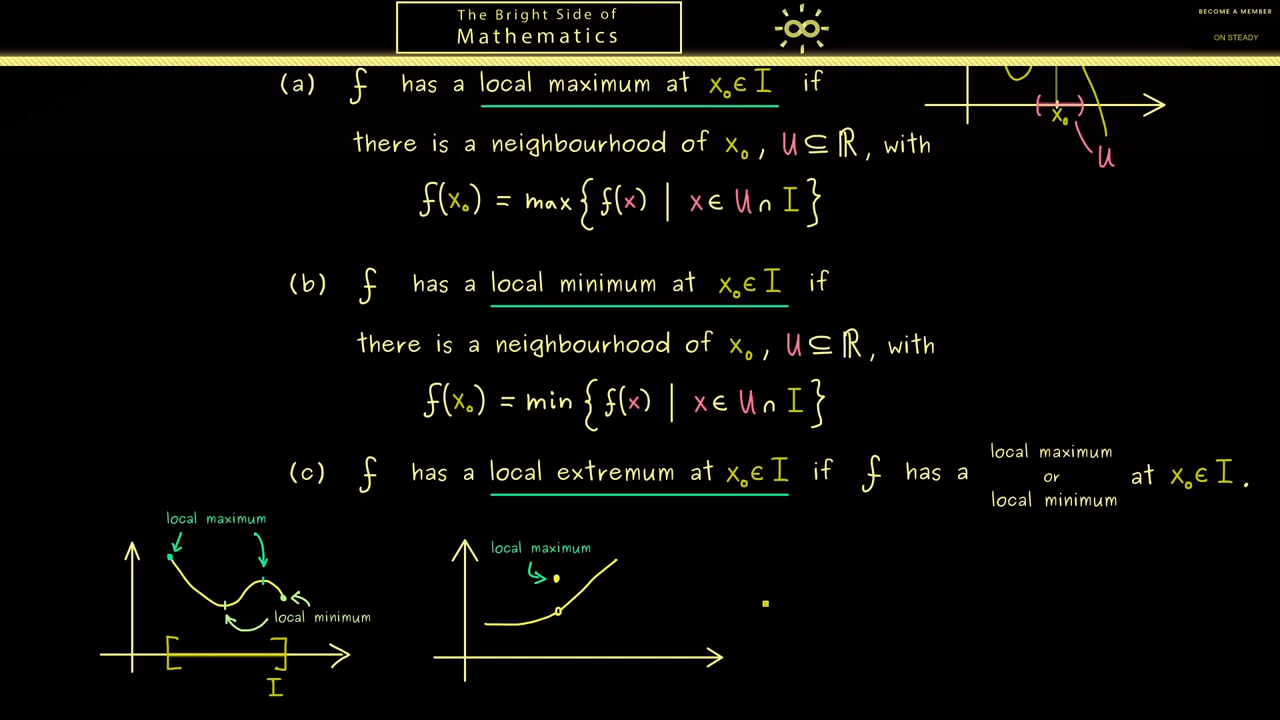 The Bright Side of
Mathematics
BECOME A MEMBER
ON STEADY
(a) f has a local maximum at x₀ ∈ I if
there is a neighbourhood of x₀, U ⊆ ℝ, with
f(x₀) = max { f(x) | x ∈ U ∩ I }
x₀
U
(b) f has a local minimum at x₀ ∈ I if
there is a neighbourhood of x₀, U ⊆ ℝ, with
f(x₀) = min { f(x) | x ∈ U ∩ I }
(c) f has a local extremum at x₀ ∈ I if f has a local maximum or local minimum at x₀ ∈ I.
local maximum
local minimum
I
local maximum